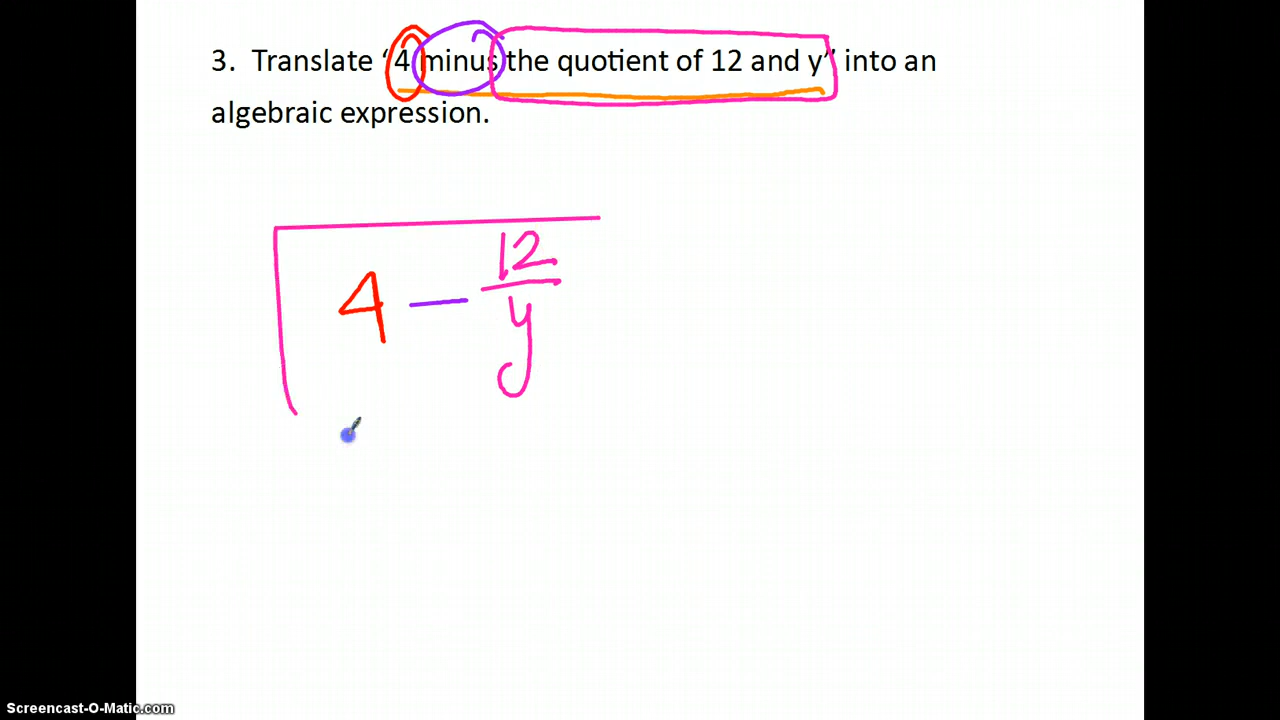 3. Translate “4 minus the quotient of 12 and y” into an
algebraic expression.
4 — 12/y
Screencast-O-Matic.com